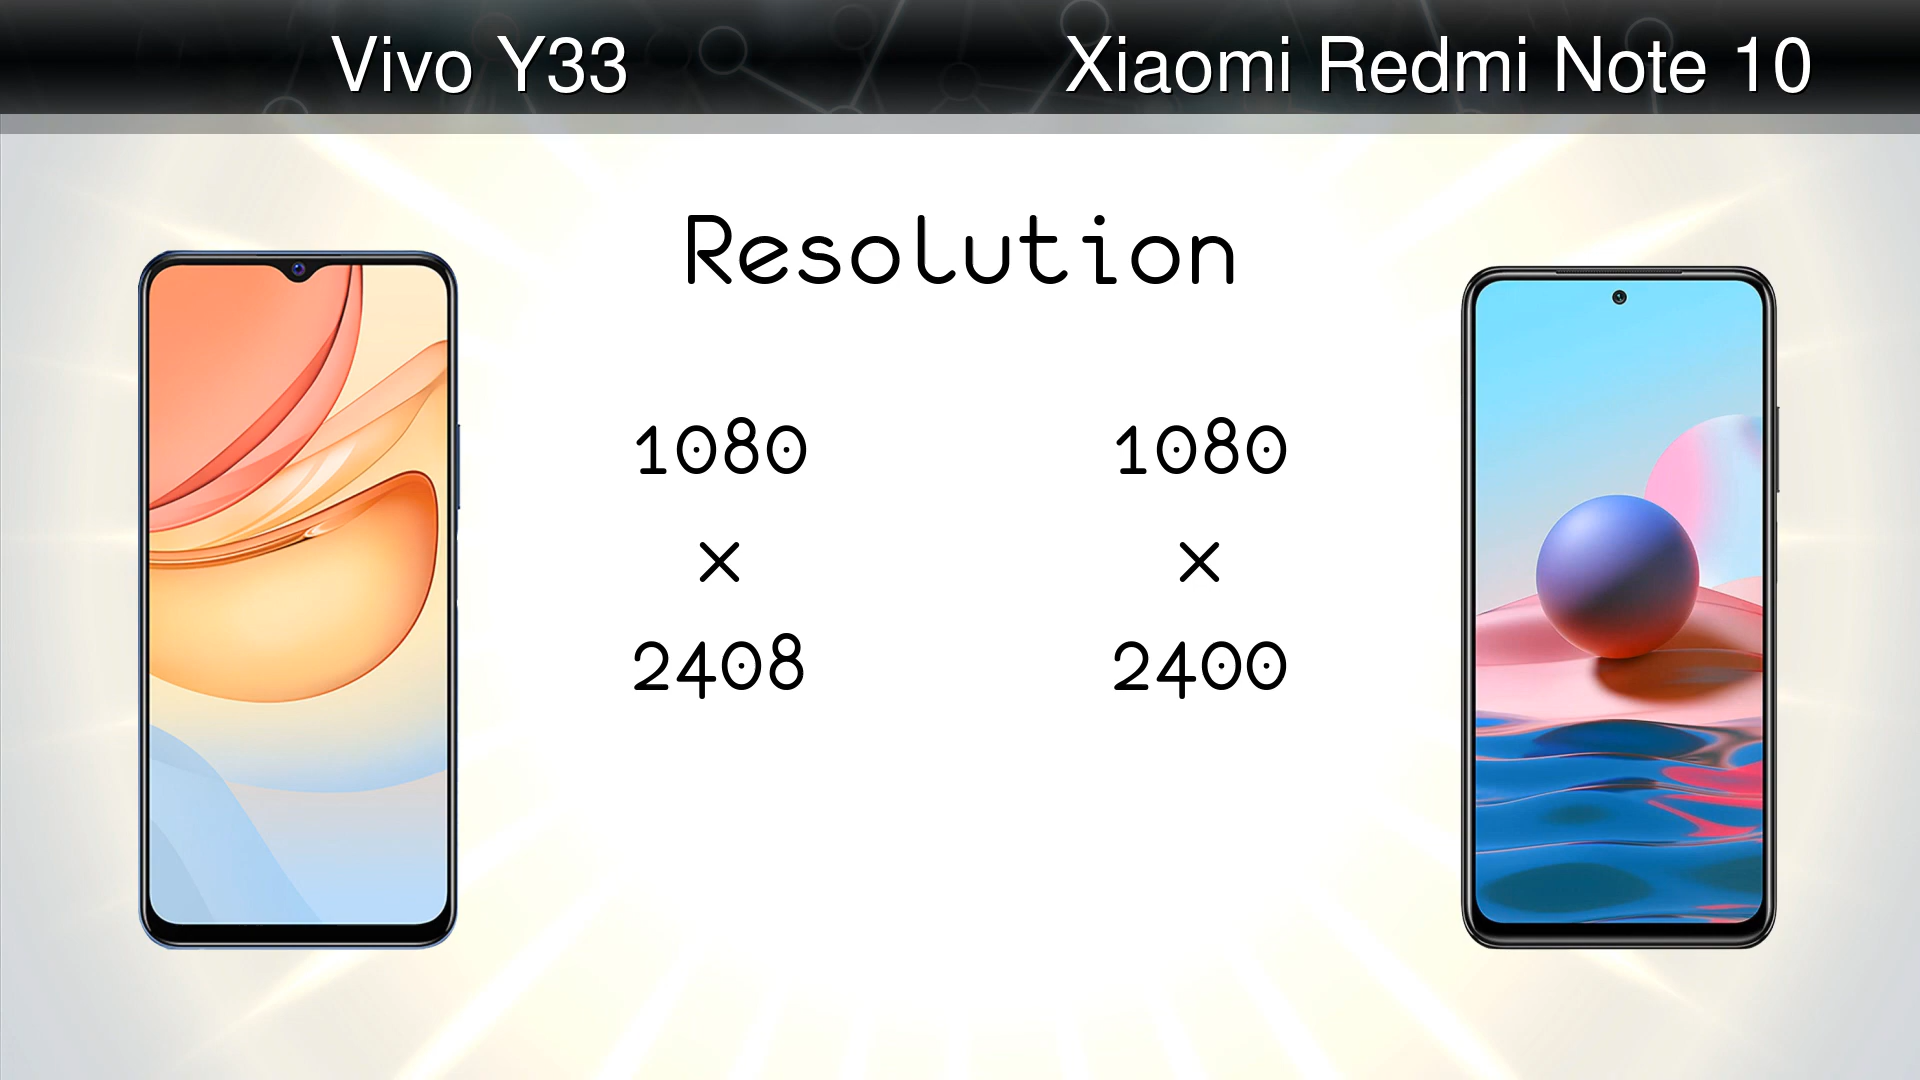 Vivo Y33
Xiaomi Redmi Note 10
Resolution
1080
×
2408
1080
×
2400